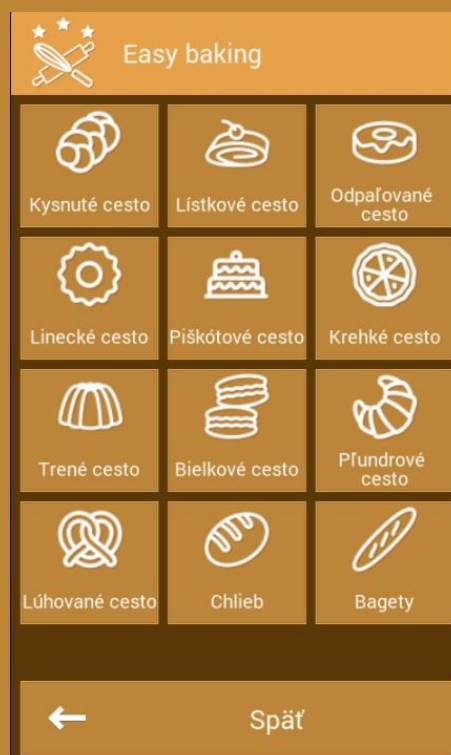 Easy baking
Kysnuté cesto
Lístkové cesto
Odpaľované
cesto
Linecké cesto
Piškótové cesto
Krehké cesto
Trené cesto
Bielkové cesto
Pľundrové
cesto
Lúhované cesto
Chlieb
Bagety
Späť